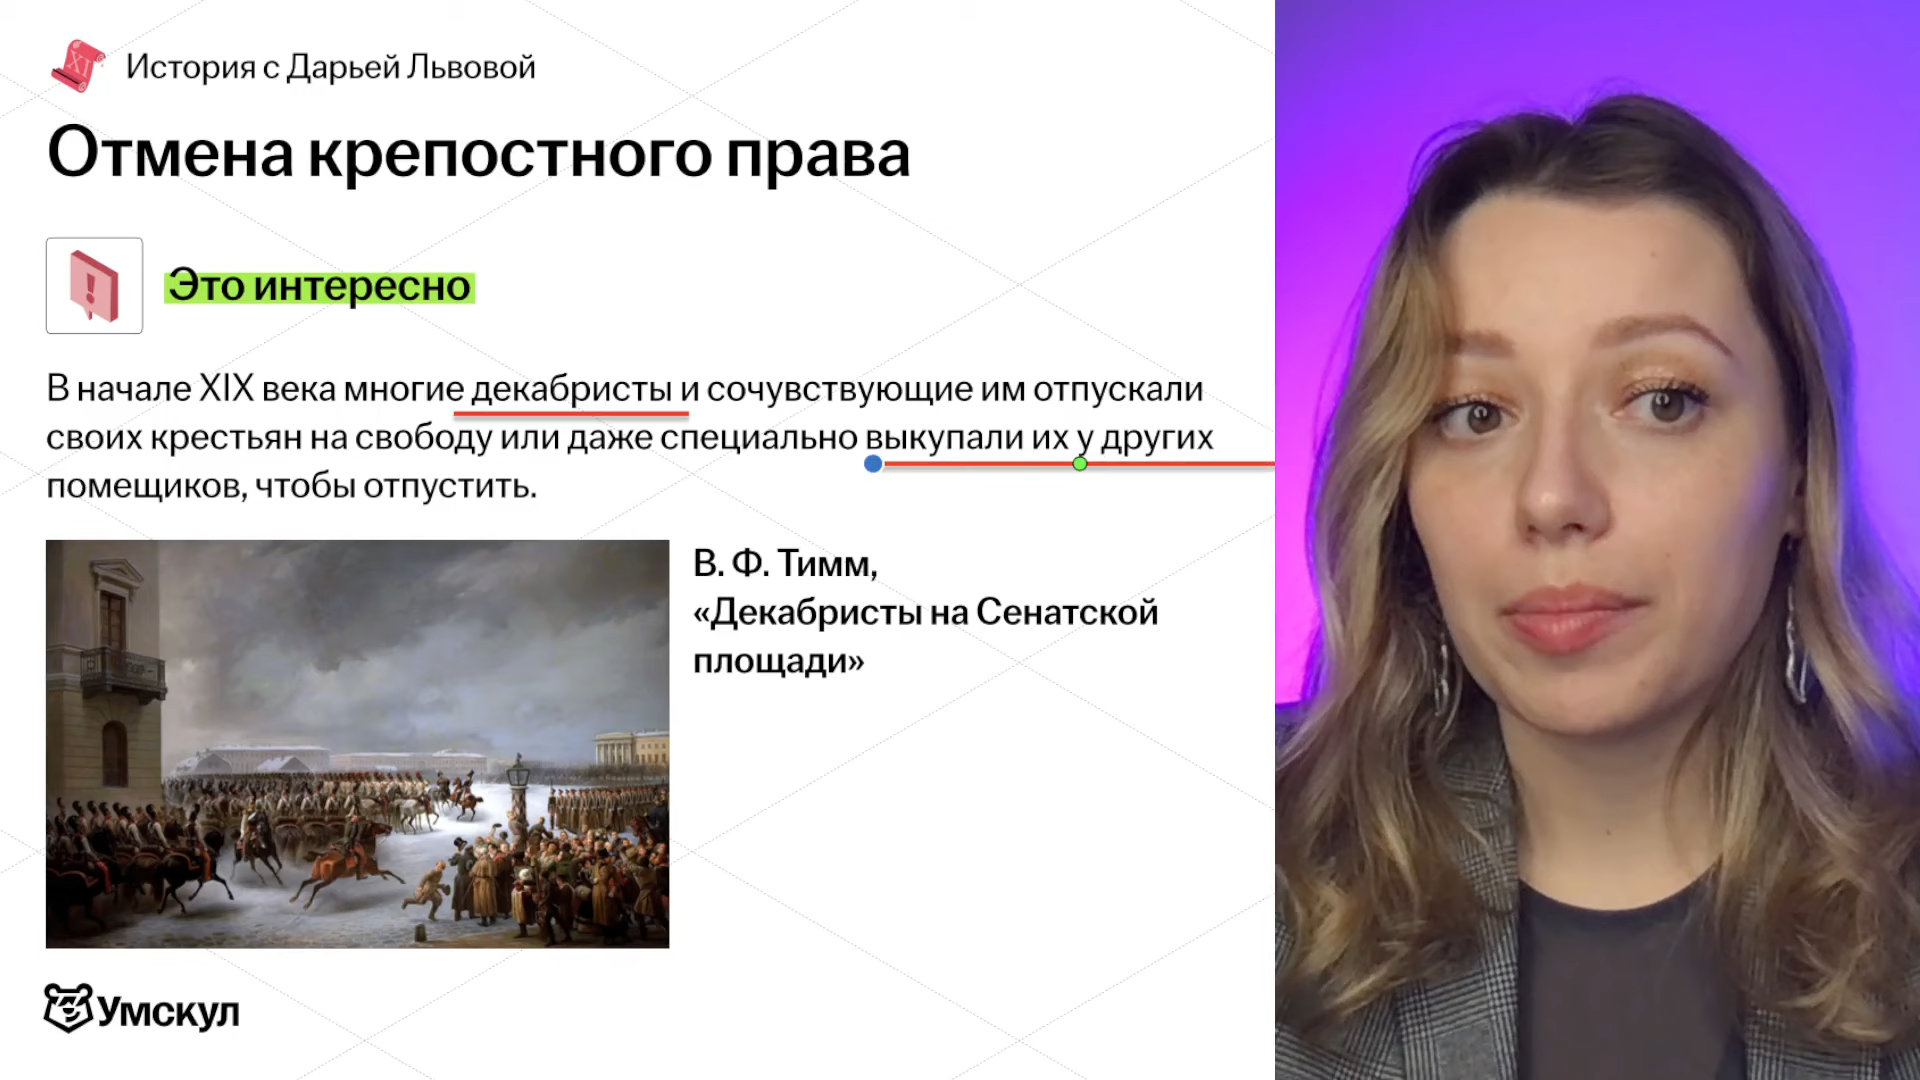 История с Дарьей Львовой
Отмена крепостного права
Это интересно
В начале XIX века многие декабристы и сочувствующие им отпускали
своих крестьян на свободу или даже специально выкупали их у других
помещиков, чтобы отпустить.
В. Ф. Тимм,
«Декабристы на Сенатской
площади»
Умскул